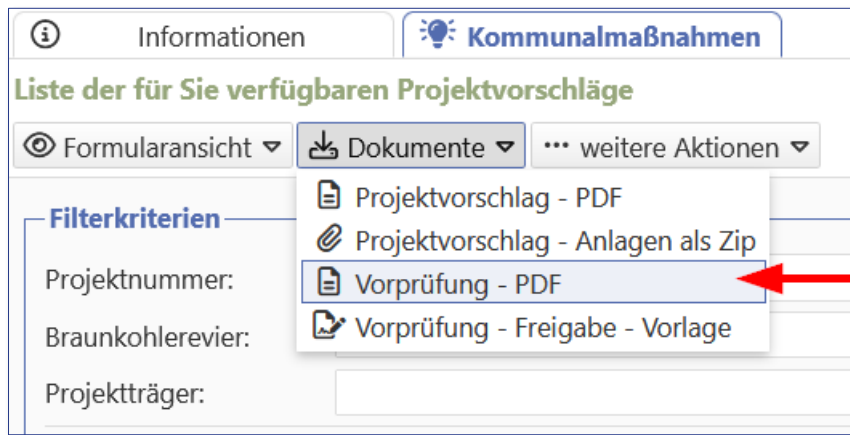 Informationen
Kommunalmaßnahmen
Liste der für Sie verfügbaren Projektvorschläge
Formularansicht
Dokumente
weitere Aktionen
Projektvorschlag - PDF
Projektvorschlag - Anlagen als Zip
Vorprüfung - PDF
Vorprüfung - Freigabe - Vorlage
Filterkriterien
Projektnummer:
Braunkohlerevier:
Projektträger: